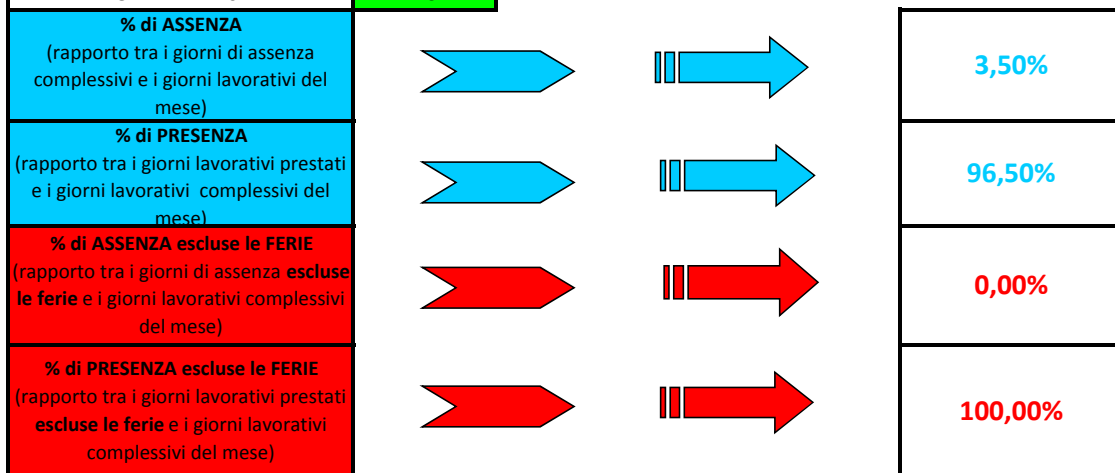 % di ASSENZA
(rapporto tra i giorni di assenza
complessivi e i giorni lavorativi del
mese)
3,50%
% di PRESENZA
(rapporto tra i giorni lavorativi prestati
e i giorni lavorativi complessivi del
mese)
96,50%
% di ASSENZA escluse le FERIE
(rapporto tra i giorni di assenza escluse
le ferie e i giorni lavorativi complessivi
del mese)
0,00%
% di PRESENZA escluse le FERIE
(rapporto tra i giorni lavorativi prestati
escluse le ferie e i giorni lavorativi
complessivi del mese)
100,00%